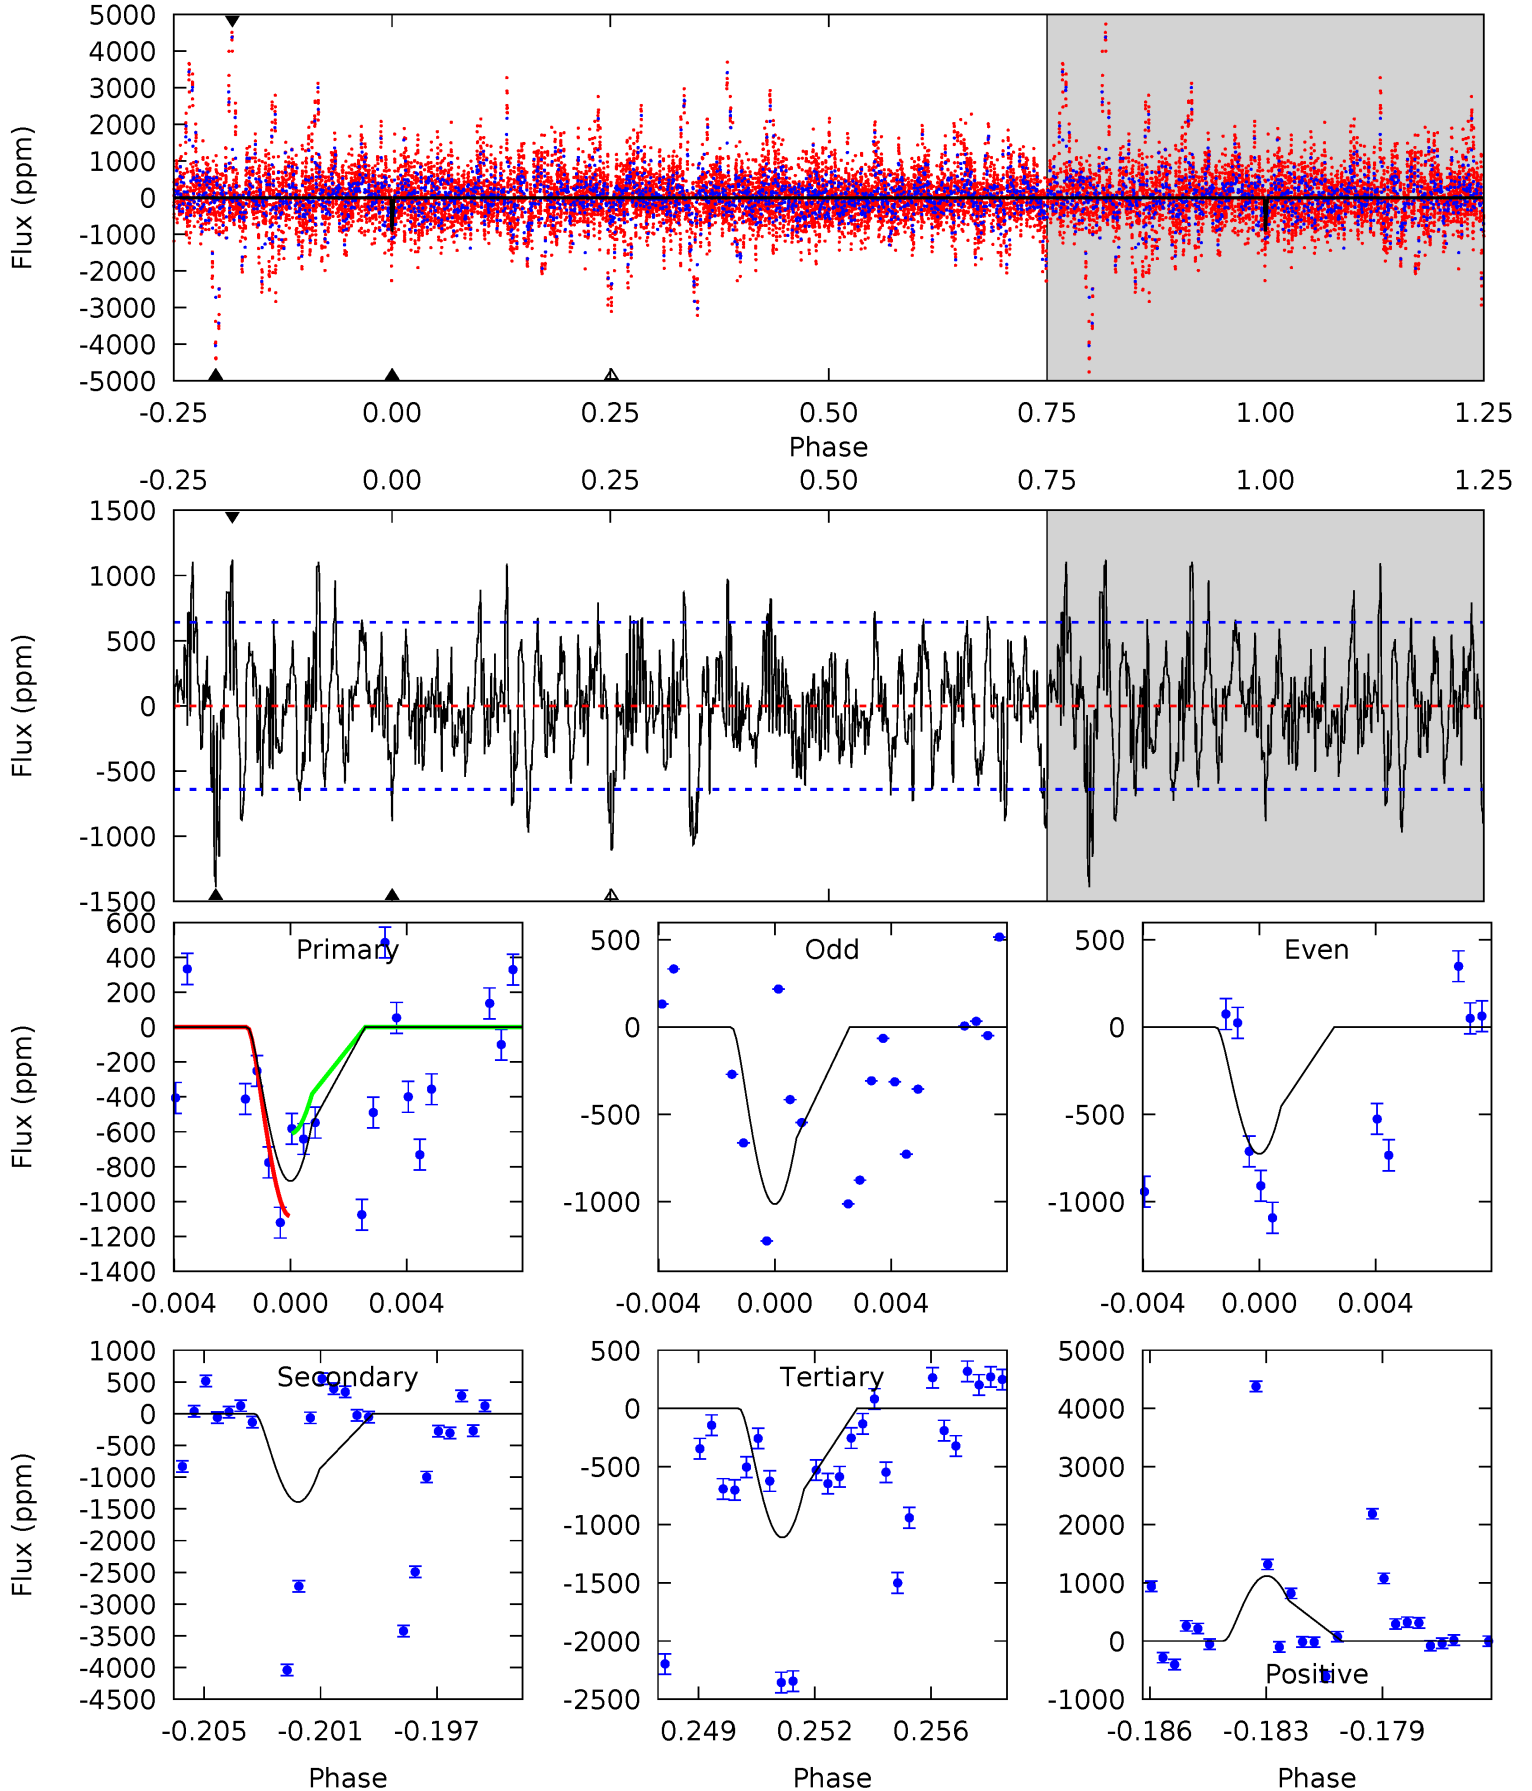 5000
4000
3000
2000
1000
0
-1000
-2000
-3000
-4000
-5000
Flux (ppm)
-0.25 0.00 0.25 0.50 0.75 1.00 1.25
Phase
-0.25 0.00 0.25 0.50 0.75 1.00 1.25
1500
1000
500
0
-500
-1000
-1500
Flux (ppm)
Primary
600
400
200
0
-200
-400
-600
-800
-1000
-1200
-1400
Flux (ppm)
-0.004 0.000 0.004
Odd
500
0
-500
-1000
-0.004 0.000 0.004
Even
500
0
-500
-1000
-0.004 0.000 0.004
Secondary
1000
500
0
-500
-1000
-1500
-2000
-2500
-3000
-3500
-4000
-4500
Flux (ppm)
-0.205 -0.201 -0.197
Phase
Tertiary
500
0
-500
-1000
-1500
-2000
-2500
0.249 0.252 0.256
Phase
5000
4000
3000
2000
1000
0
-1000
Positive
-0.186 -0.183 -0.179
Phase